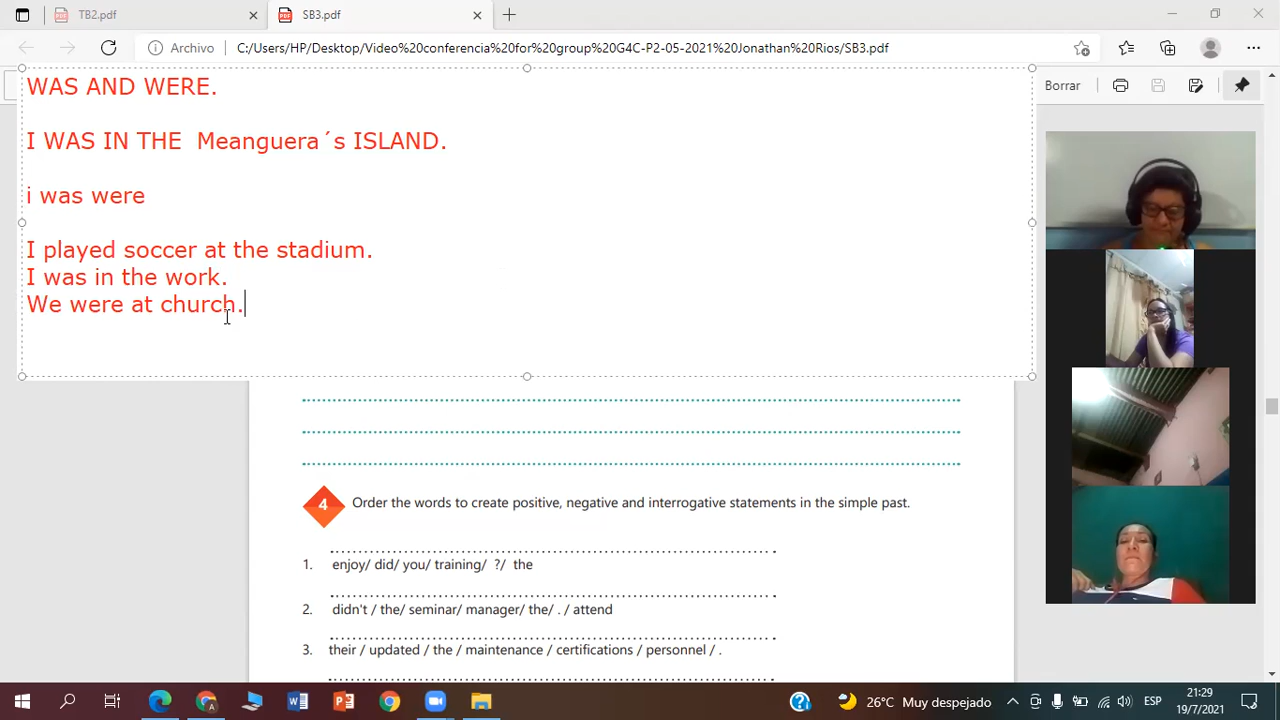 TB2.pdf
SB3.pdf
Archivo C:/Users/HP/Desktop/Video%20conferencia%20for%20group%20G4C-P2-05-2021%20Jonathan%20Rios/SB3.pdf
Borrar
WAS AND WERE.
I WAS IN THE  Meanguera´s ISLAND.
i was were
I played soccer at the stadium.
I was in the work.
We were at church.
4 Order the words to create positive, negative and interrogative statements in the simple past.
1. enjoy/ did/ you/ training/ ?/ the
2. didn't / the/ seminar/ manager/ the/ . / attend
3. their / updated / the / maintenance / certifications / personnel / .
26°C Muy despejado
ESP
21:29
19/7/2021